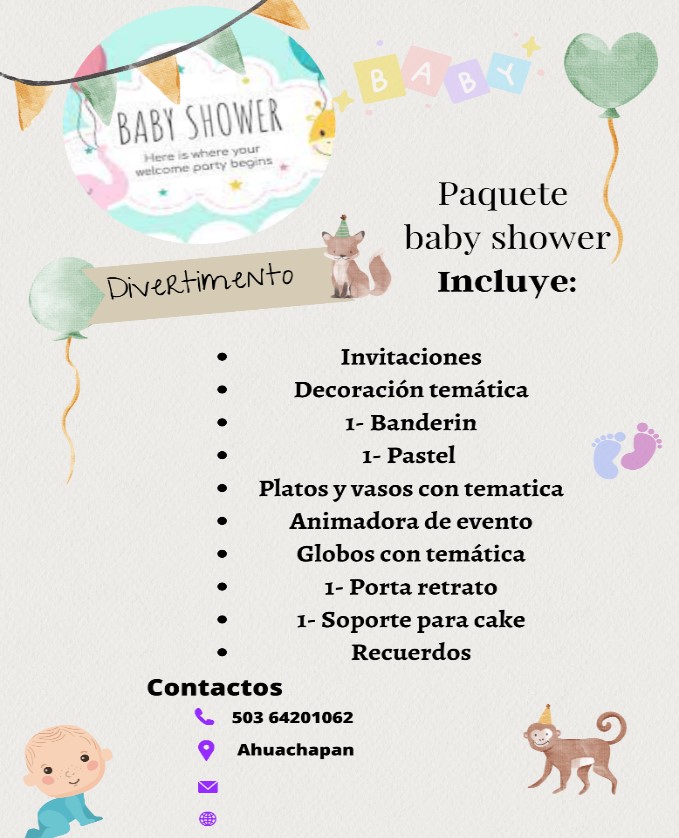 BABY SHOWER
Here is where your
welcome party begins
BABY
Divertimento
Paquete
baby shower
Incluye:
• Invitaciones
• Decoración temática
• 1- Banderin
• 1- Pastel
• Platos y vasos con tematica
• Animadora de evento
• Globos con temática
• 1- Porta retrato
• 1- Soporte para cake
• Recuerdos
Contactos
503 64201062
Ahuachapan